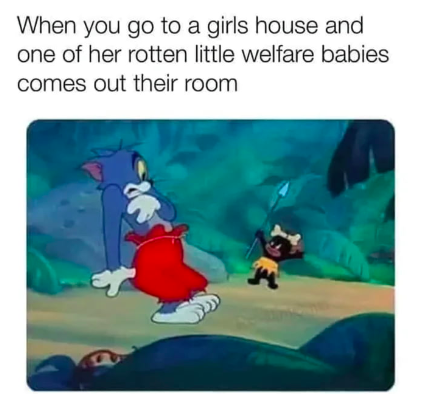 When you go to a girls house and
one of her rotten little welfare babies
comes out their room